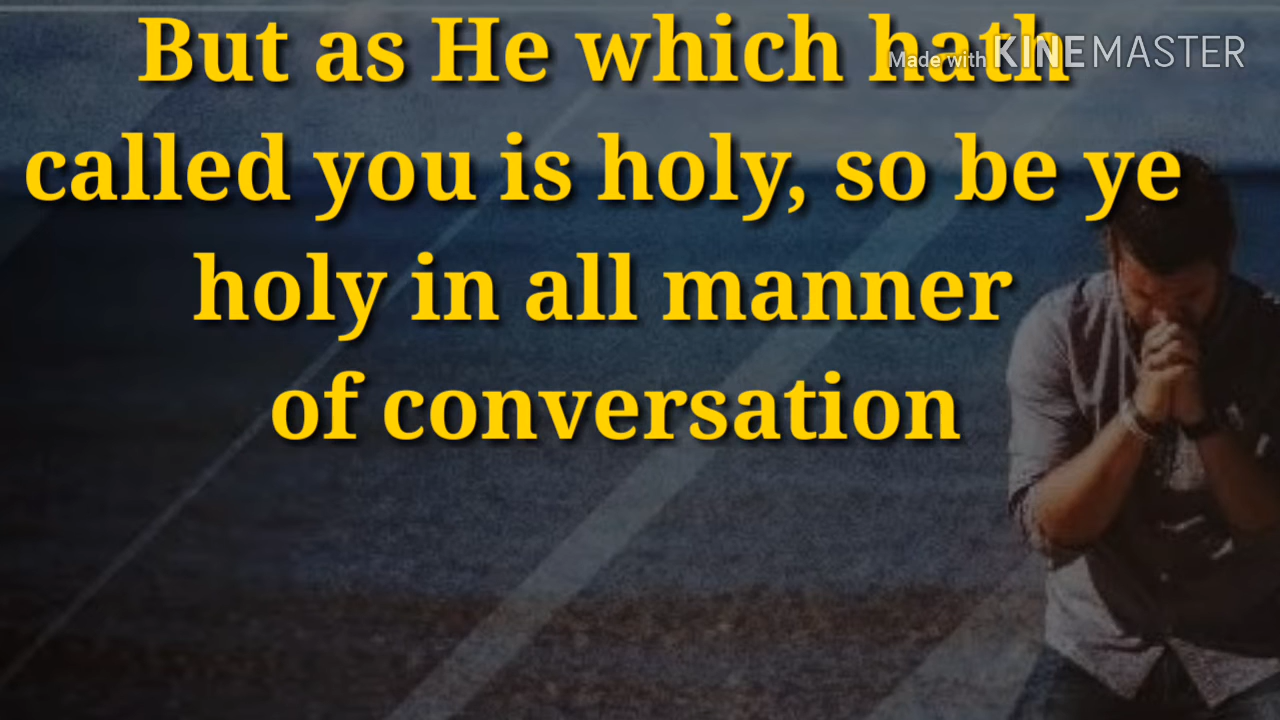 But as He which hath
Made with KINEMASTER
called you is holy, so be ye
holy in all manner
of conversation